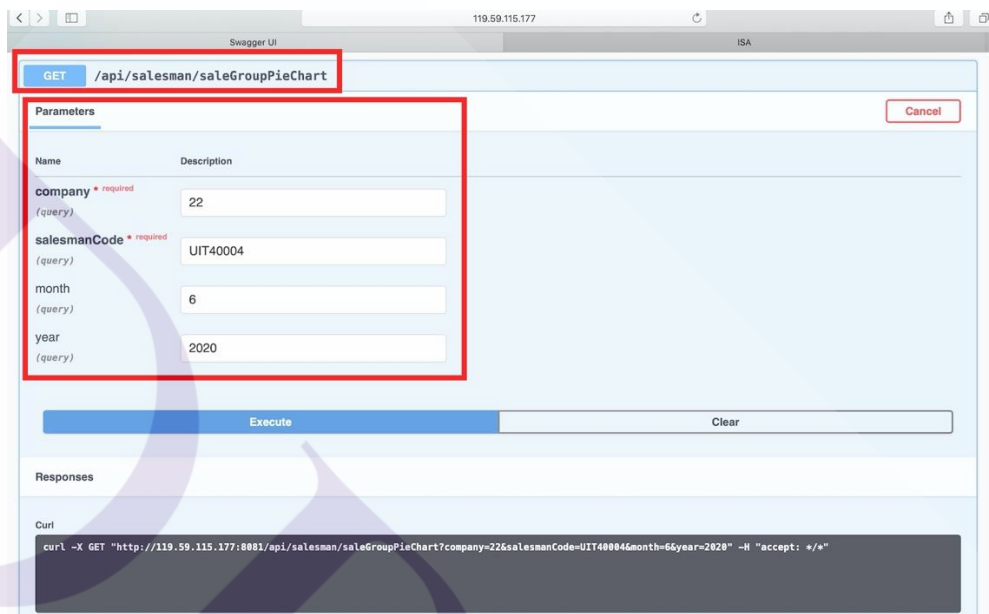 119.59.115.177
Swagger UI
ISA
GET /api/salesman/saleGroupPieChart
Parameters
Cancel
Name Description
company * required
(query)
22
salesmanCode * required
(query)
UIT40004
month
(query)
6
year
(query)
2020
Execute
Clear
Responses
Curl
curl -X GET "http://119.59.115.177:8081/api/salesman/saleGroupPieChart?company=22&salesmanCode=UIT40004&month=6&year=2020" -H "accept: */*"